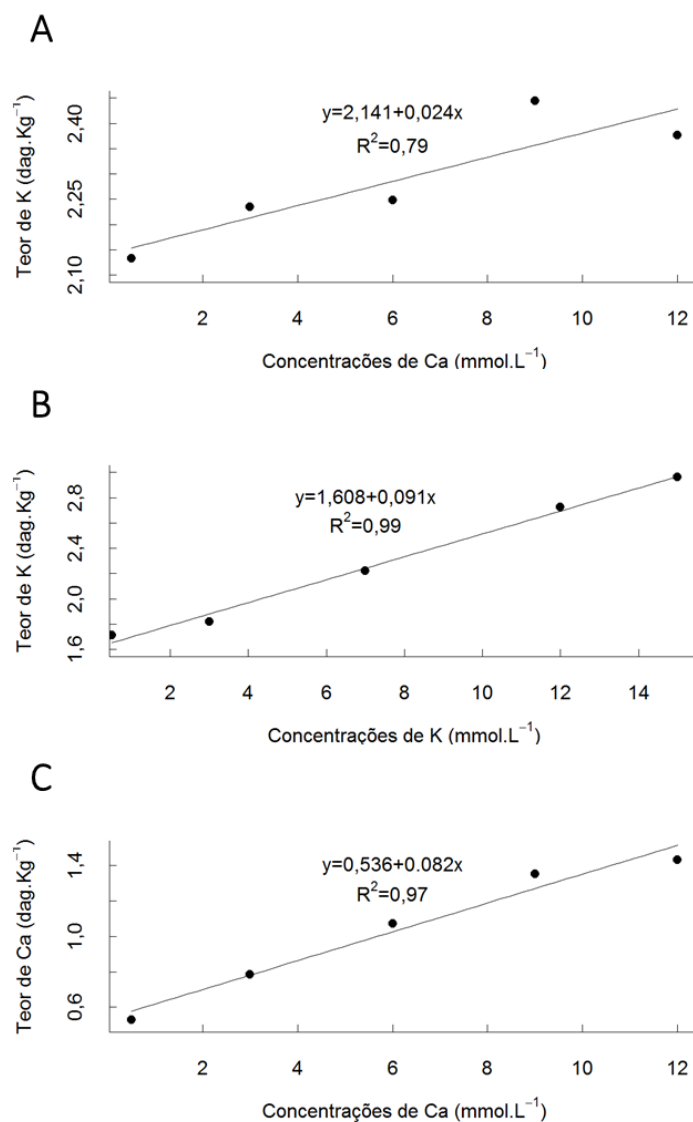 A
Teor de K (dag.Kg⁻¹)
2,40
2,25
2,10
y=2,141+0,024x
R²=0,79
2 4 6 8 10 12
Concentrações de Ca (mmol.L⁻¹)
B
Teor de K (dag.Kg⁻¹)
2,8
2,4
2,0
1,6
y=1,608+0,091x
R²=0,99
2 4 6 8 10 12 14
Concentrações de K (mmol.L⁻¹)
C
Teor de Ca (dag.Kg⁻¹)
1,4
1,0
0,6
y=0,536+0.082x
R²=0,97
2 4 6 8 10 12
Concentrações de Ca (mmol.L⁻¹)